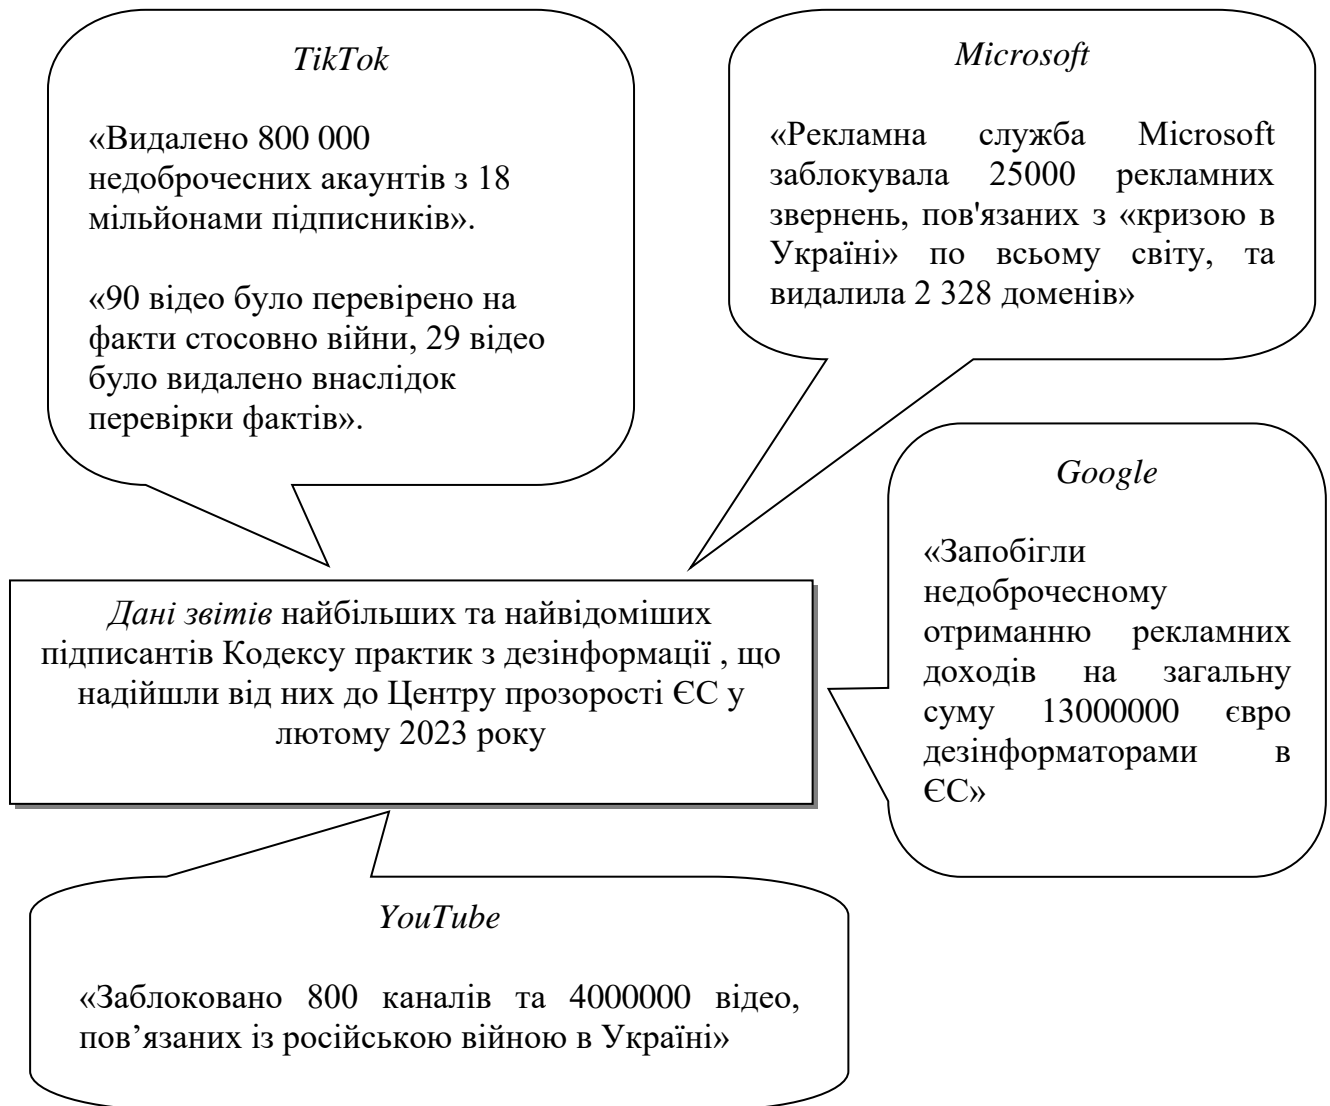 TikTok
«Видалено 800 000
недоброчесних акаунтів з 18
мільйонами підписників».
«90 відео було перевірено на
факти стосовно війни, 29 відео
було видалено внаслідок
перевірки фактів».
Microsoft
«Рекламна служба Microsoft
заблокувала 25000 рекламних
звернень, пов'язаних з «кризою в
Україні» по всьому світу, та
видалила 2 328 доменів»
Google
«Запобігли
недоброчесному
отриманню рекламних
доходів на загальну
суму 13000000 євро
дезінформаторами в
ЄС»
Дані звітів найбільших та найвідоміших
підписантів Кодексу практик з дезінформації , що
надійшли від них до Центру прозорості ЄС у
лютому 2023 року
YouTube
«Заблоковано 800 каналів та 4000000 відео,
пов’язаних із російською війною в Україні»